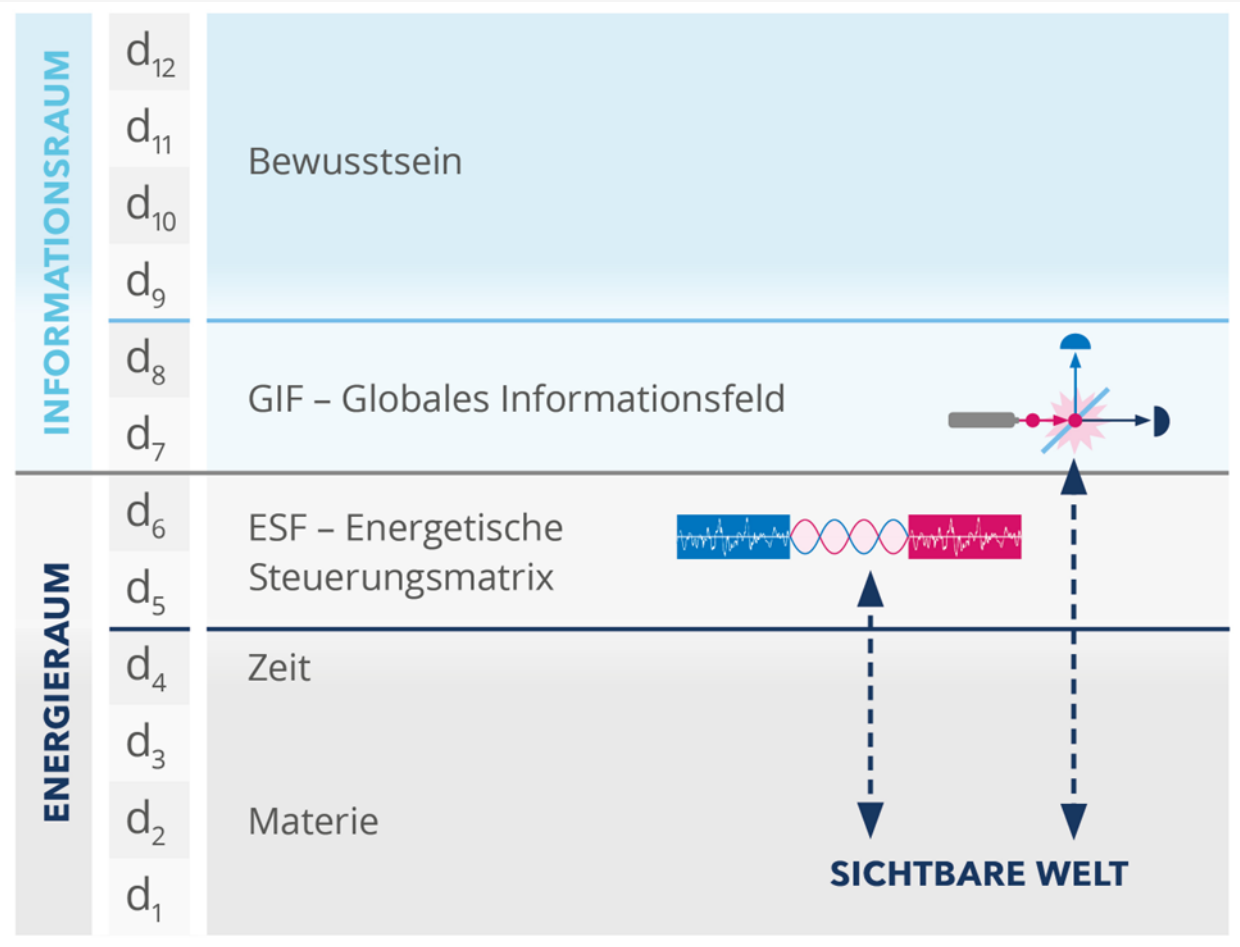 INFORMATIONSRAUM
d12
d11
d10
d9
Bewusstsein
d8
d7
GIF – Globales Informationsfeld
ENERGIERAUM
d6
d5
ESF – Energetische
Steuerungsmatrix
d4
Zeit
d3
d2
d1
Materie
SICHTBARE WELT